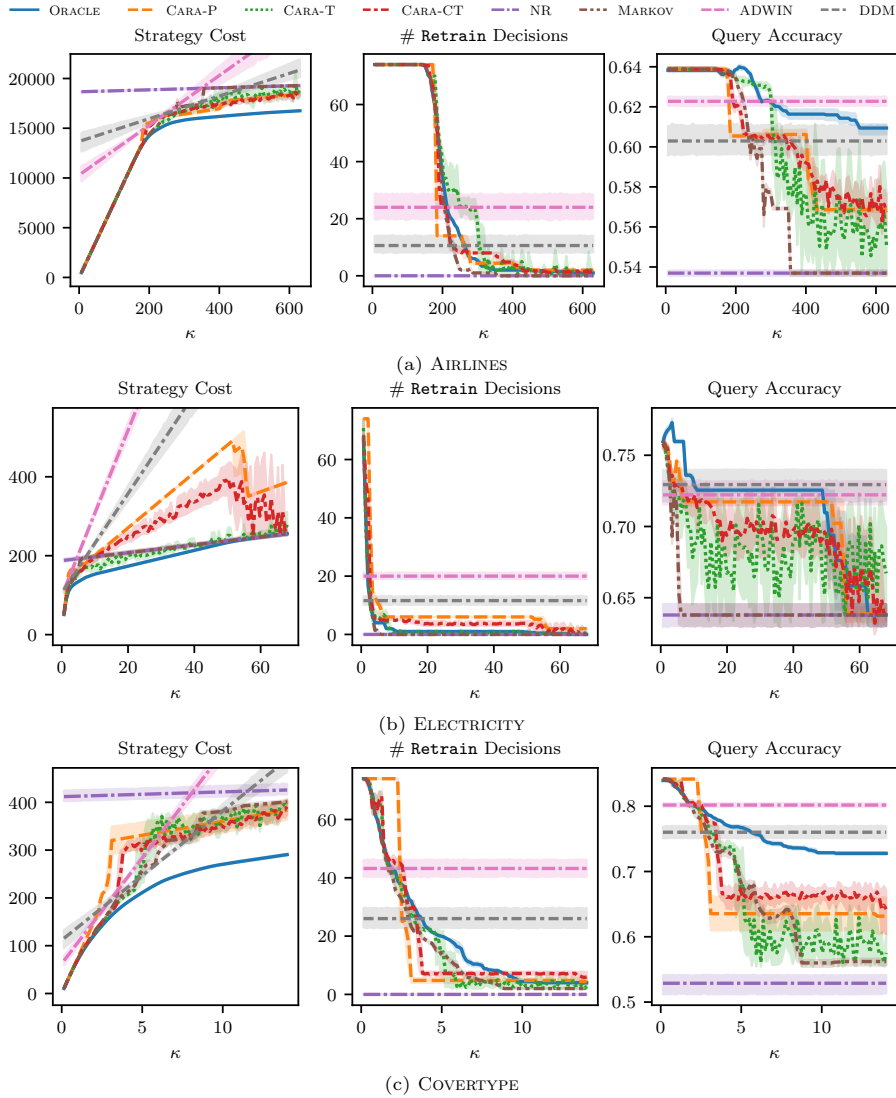 ORACLE CARA-P CARA-T CARA-CT NR MARKOV ADWIN DDM
Strategy Cost # Retrain Decisions Query Accuracy
20000
17500
15000
12500
10000
7500
5000
2500
0
0 200 400 600
κ
60
40
20
0
0 200 400 600
κ
0.64
0.62
0.60
0.58
0.56
0.54
0 200 400 600
κ
(a) AIRLINES
Strategy Cost # Retrain Decisions Query Accuracy
400
200
0
0 20 40 60
κ
60
40
20
0
0 20 40 60
κ
0.75
0.70
0.65
0 20 40 60
κ
(b) ELECTRICITY
Strategy Cost # Retrain Decisions Query Accuracy
400
300
200
100
0
0 5 10
κ
60
40
20
0
0 5 10
κ
0.8
0.7
0.6
0.5
0 5 10
κ
(c) COVERTYPE